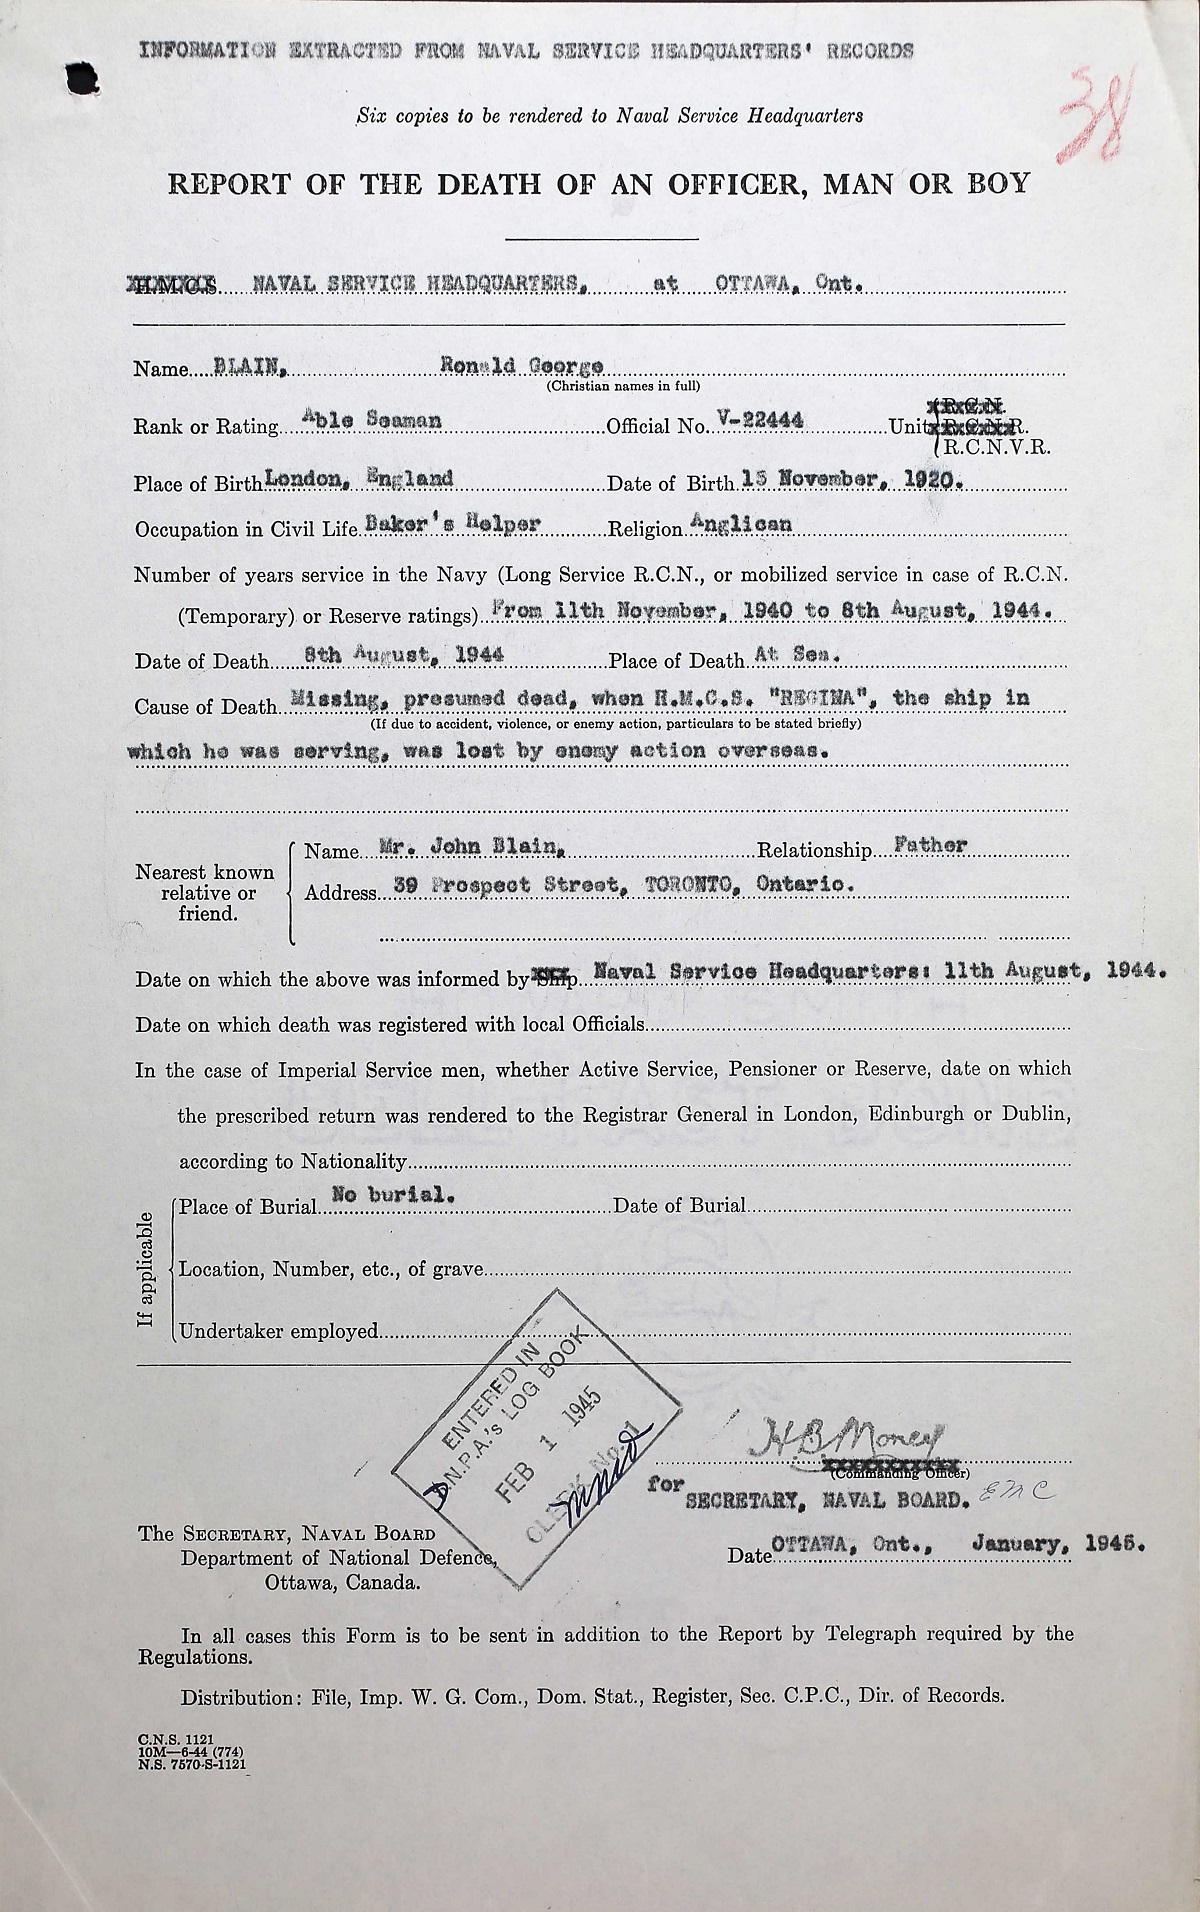 INFORMATION EXTRACTED FROM NAVAL SERVICE HEADQUARTERS' RECORDS
38
Six copies to be rendered to Naval Service Headquarters
REPORT OF THE DEATH OF AN OFFICER, MAN OR BOY
H.M.C.S. NAVAL SERVICE HEADQUARTERS, at OTTAWA, Ont.
Name BLAIN, Ronald George
(Christian names in full)
Rank or Rating Able Seaman Official No. V-22444 Unit R.C.N.
R.C.N.R.
R.C.N.V.R.
Place of Birth London, England Date of Birth 15 November, 1920.
Occupation in Civil Life Baker's Helper Religion Anglican
Number of years service in the Navy (Long Service R.C.N., or mobilized service in case of R.C.N.
(Temporary) or Reserve ratings) From 11th November, 1940 to 8th August, 1944.
Date of Death 8th August, 1944 Place of Death At Sea.
Cause of Death Missing, presumed dead, when H.M.C.S. "REGINA", the ship in
(If due to accident, violence, or enemy action, particulars to be stated briefly)
which he was serving, was lost by enemy action overseas.
Nearest known relative or friend.
Name Mr. John Blain, Relationship Father
Address 39 Prospect Street, TORONTO, Ontario.
Date on which the above was informed by Ship Naval Service Headquarters: 11th August, 1944.
Date on which death was registered with local Officials
In the case of Imperial Service men, whether Active Service, Pensioner or Reserve, date on which
the prescribed return was rendered to the Registrar General in London, Edinburgh or Dublin,
according to Nationality
If applicable
Place of Burial No burial. Date of Burial
Location, Number, etc., of grave
Undertaker employed
ENTERED IN
D.N.P.A.'s LOG BOOK
FEB 1 1945
CLERK No. 1
H B Money
(Commanding Officer)
for SECRETARY, NAVAL BOARD. EMC
The SECRETARY, NAVAL BOARD
Department of National Defence,
Ottawa, Canada.
Date OTTAWA, Ont., January, 1945.
In all cases this Form is to be sent in addition to the Report by Telegraph required by the
Regulations.
Distribution: File, Imp. W. G. Com., Dom. Stat., Register, Sec. C.P.C., Dir. of Records.
C.N.S. 1121
10M—6-44 (774)
N.S. 7570-S-1121